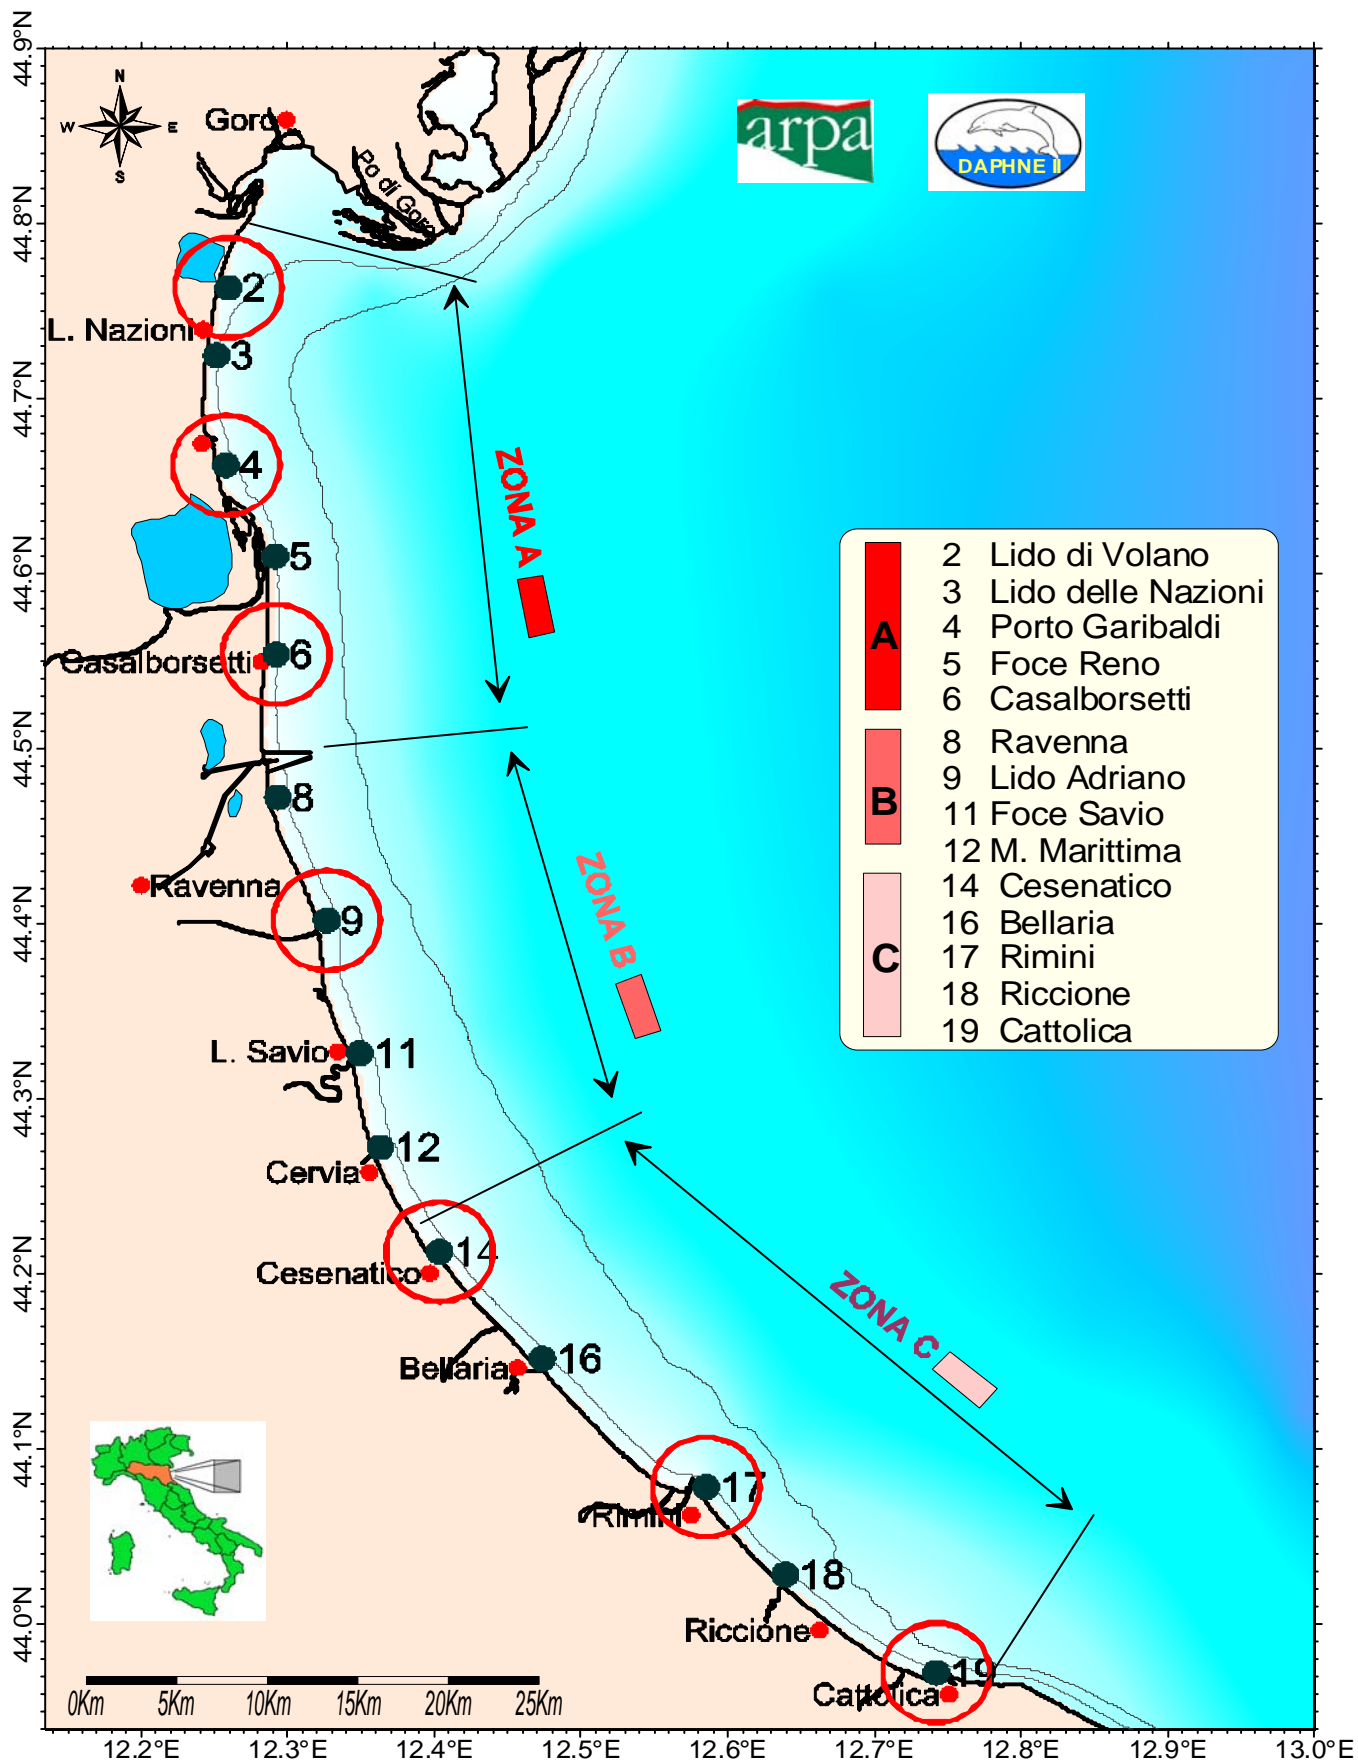 44.9°N
44.8°N
44.7°N
44.6°N
44.5°N
44.4°N
44.3°N
44.2°N
44.1°N
44.0°N
N
W
E
S
Goro
Po di Goro
arpa
DAPHNE II
2
L. Nazioni
3
4
5
6
Casalborsetti
8
Ravenna
9
L. Savio
11
12
Cervia
14
Cesenatico
16
Bellaria
17
Rimini
18
Riccione
19
Cattolica
ZONA A
ZONA B
ZONA C
A
2 Lido di Volano
3 Lido delle Nazioni
4 Porto Garibaldi
5 Foce Reno
6 Casalborsetti
B
8 Ravenna
9 Lido Adriano
11 Foce Savio
12 M. Marittima
C
14 Cesenatico
16 Bellaria
17 Rimini
18 Riccione
19 Cattolica
0Km 5Km 10Km 15Km 20Km 25Km
12.2°E 12.3°E 12.4°E 12.5°E 12.6°E 12.7°E 12.8°E 12.9°E 13.0°E